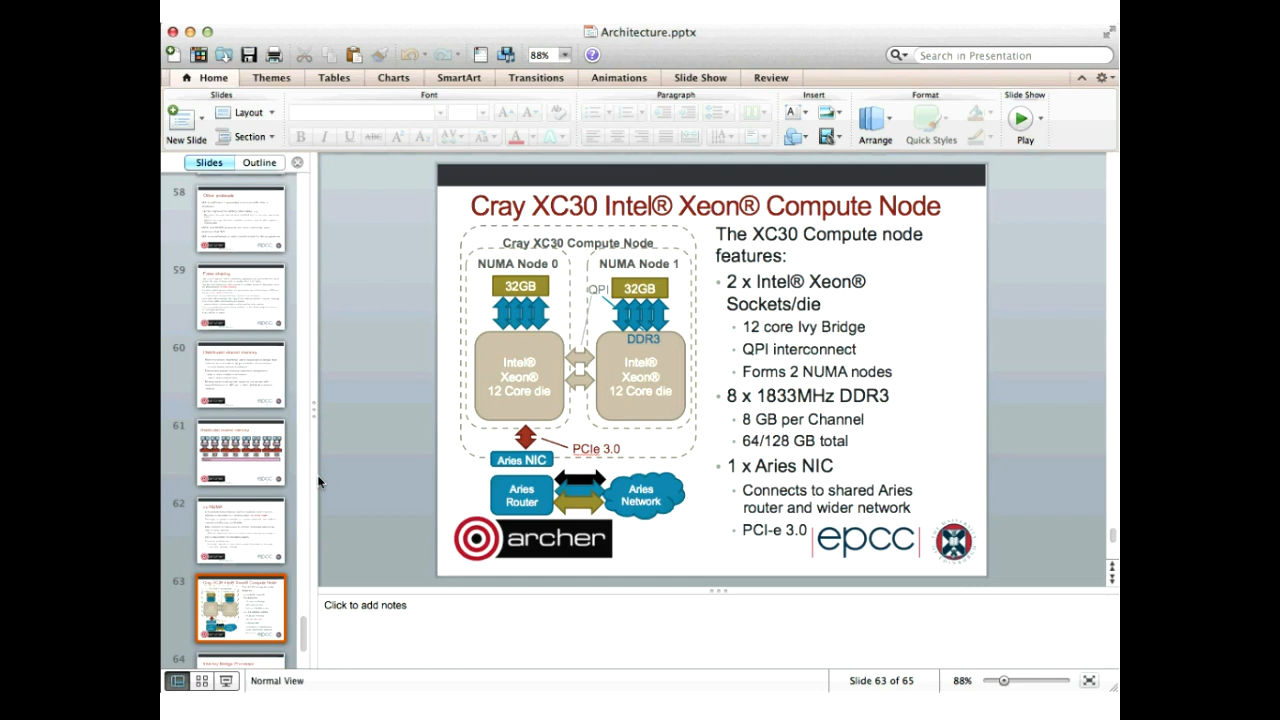 Architecture.pptx
88%
Search in Presentation
Home Themes Tables Charts SmartArt Transitions Animations Slide Show Review
Slides Font Paragraph Insert Format Slide Show
New Slide
Layout
Section
Arrange
Quick Styles
Play
Slides Outline
58
59
60
61
62
63
64
Cray XC30 Intel® Xeon® Compute Node
Cray XC30 Compute Node
NUMA Node 0
NUMA Node 1
32GB
QPI
32GB
DDR3
Intel®
Xeon®
12 Core die
Intel®
Xeon®
12 Core die
PCIe 3.0
Aries NIC
Aries
Router
Aries
Network
archer
The XC30 Compute node
features:
• 2 x Intel® Xeon®
Sockets/die
• 12 core Ivy Bridge
• QPI interconnect
• Forms 2 NUMA nodes
• 8 x 1833MHz DDR3
• 8 GB per Channel
• 64/128 GB total
• 1 x Aries NIC
• Connects to shared Aries
router and wider network
• PCI-e 3.0
epcc
Click to add notes
Normal View
Slide 63 of 65
88%